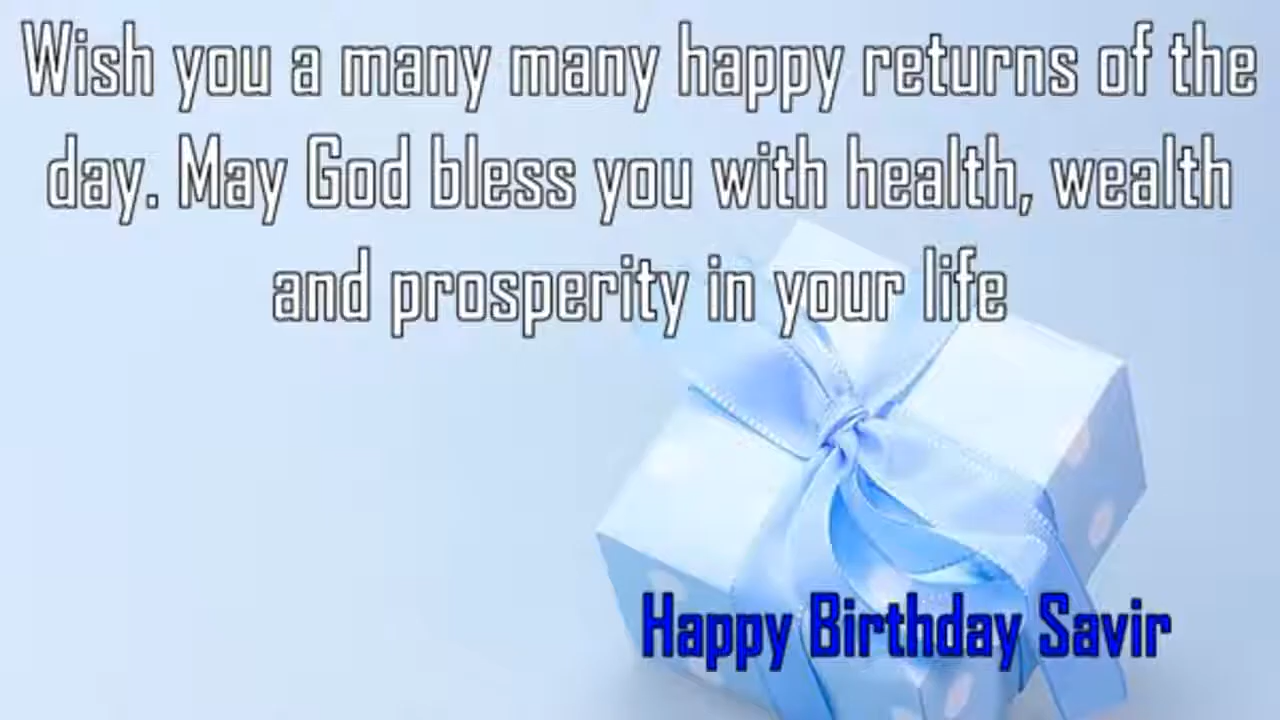 Wish you a many many happy returns of the
day. May God bless you with health, wealth
and prosperity in your life
Happy Birthday Savir